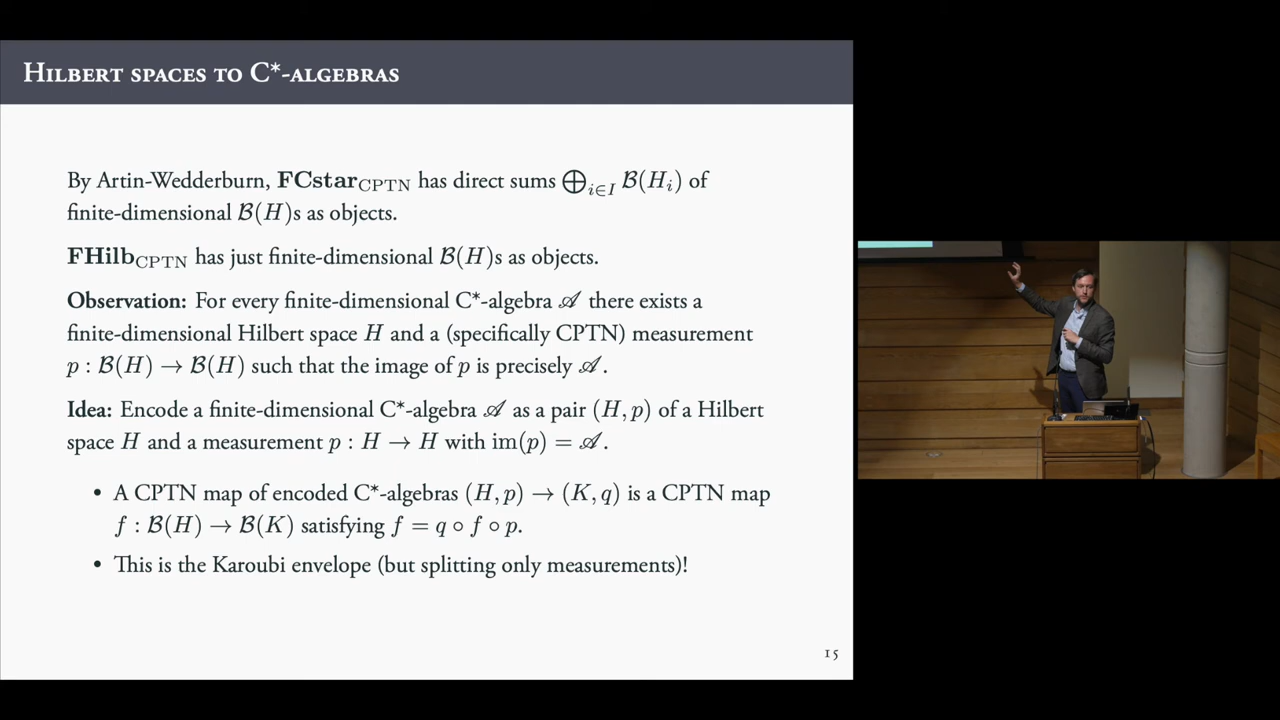 Hilbert spaces to C*-algebras
By Artin-Wedderburn, FCstar_CPTN has direct sums ⊕_{i∈I} ℬ(H_i) of
finite-dimensional ℬ(H)s as objects.
FHilb_CPTN has just finite-dimensional ℬ(H)s as objects.
Observation: For every finite-dimensional C*-algebra 𝒜 there exists a
finite-dimensional Hilbert space H and a (specifically CPTN) measurement
p : ℬ(H) → ℬ(H) such that the image of p is precisely 𝒜.
Idea: Encode a finite-dimensional C*-algebra 𝒜 as a pair (H, p) of a Hilbert
space H and a measurement p : H → H with im(p) = 𝒜.
• A CPTN map of encoded C*-algebras (H, p) → (K, q) is a CPTN map
f : ℬ(H) → ℬ(K) satisfying f = q ∘ f ∘ p.
• This is the Karoubi envelope (but splitting only measurements)!
15